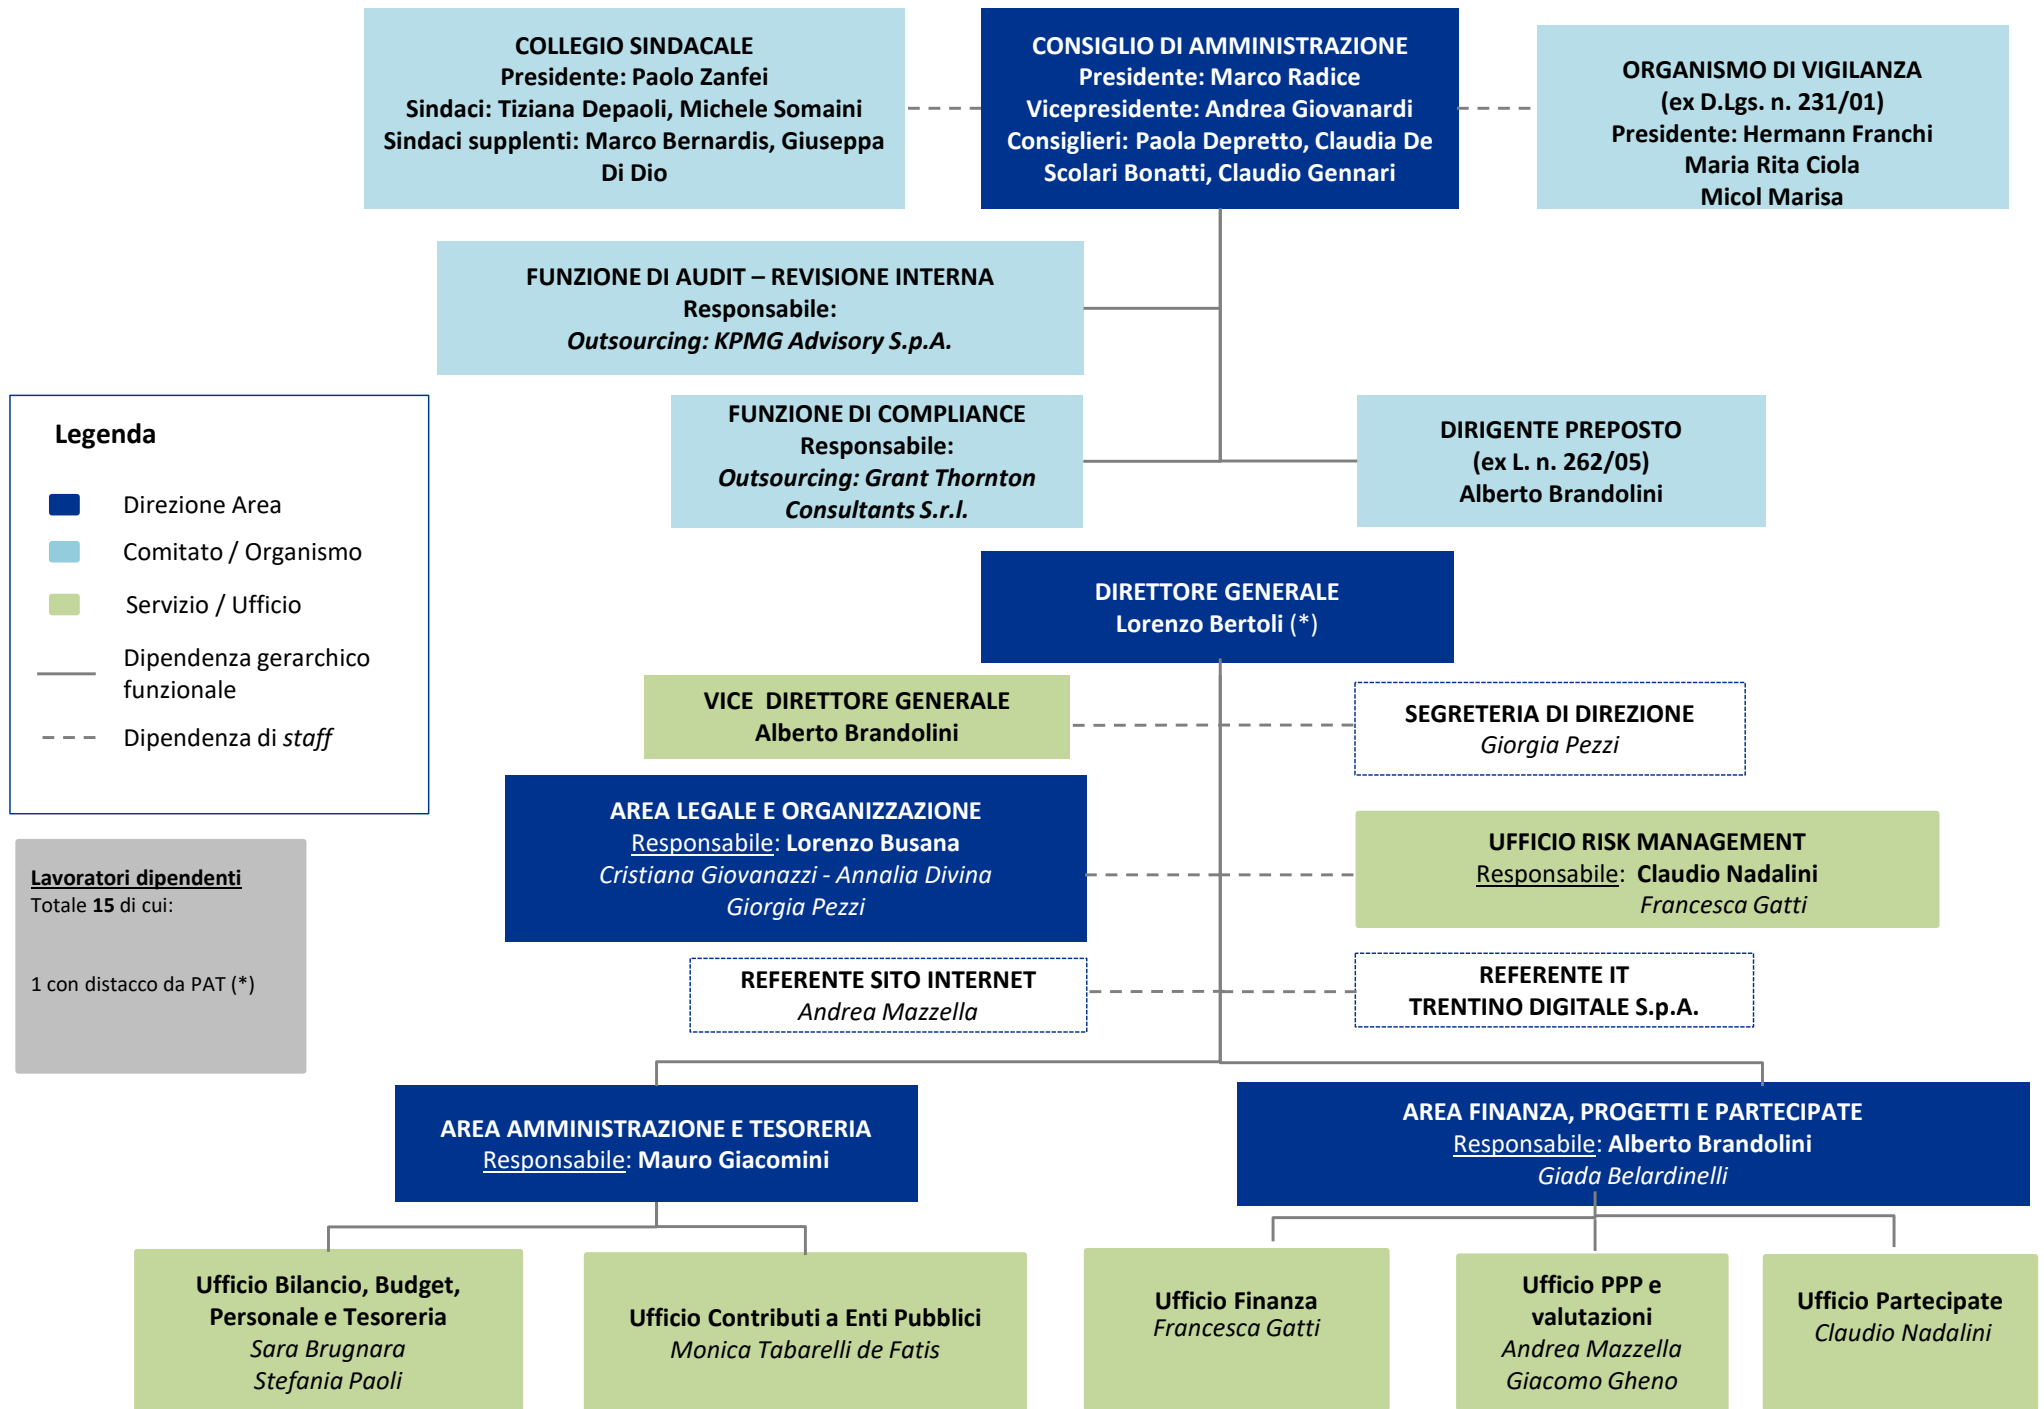 COLLEGIO SINDACALE
Presidente: Paolo Zanfei
Sindaci: Tiziana Depaoli, Michele Somaini
Sindaci supplenti: Marco Bernardis, Giuseppa
Di Dio
CONSIGLIO DI AMMINISTRAZIONE
Presidente: Marco Radice
Vicepresidente: Andrea Giovanardi
Consiglieri: Paola Depretto, Claudia De
Scolari Bonatti, Claudio Gennari
ORGANISMO DI VIGILANZA
(ex D.Lgs. n. 231/01)
Presidente: Hermann Franchi
Maria Rita Ciola
Micol Marisa
FUNZIONE DI AUDIT – REVISIONE INTERNA
Responsabile:
Outsourcing: KPMG Advisory S.p.A.
FUNZIONE DI COMPLIANCE
Responsabile:
Outsourcing: Grant Thornton
Consultants S.r.l.
DIRIGENTE PREPOSTO
(ex L. n. 262/05)
Alberto Brandolini
Legenda
Direzione Area
Comitato / Organismo
Servizio / Ufficio
Dipendenza gerarchico
funzionale
Dipendenza di staff
DIRETTORE GENERALE
Lorenzo Bertoli (*)
VICE DIRETTORE GENERALE
Alberto Brandolini
SEGRETERIA DI DIREZIONE
Giorgia Pezzi
AREA LEGALE E ORGANIZZAZIONE
Responsabile: Lorenzo Busana
Cristiana Giovanazzi - Annalia Divina
Giorgia Pezzi
UFFICIO RISK MANAGEMENT
Responsabile: Claudio Nadalini
Francesca Gatti
Lavoratori dipendenti
Totale 15 di cui:
1 con distacco da PAT (*)
REFERENTE SITO INTERNET
Andrea Mazzella
REFERENTE IT
TRENTINO DIGITALE S.p.A.
AREA AMMINISTRAZIONE E TESORERIA
Responsabile: Mauro Giacomini
AREA FINANZA, PROGETTI E PARTECIPATE
Responsabile: Alberto Brandolini
Giada Belardinelli
Ufficio Bilancio, Budget,
Personale e Tesoreria
Sara Brugnara
Stefania Paoli
Ufficio Contributi a Enti Pubblici
Monica Tabarelli de Fatis
Ufficio Finanza
Francesca Gatti
Ufficio PPP e
valutazioni
Andrea Mazzella
Giacomo Gheno
Ufficio Partecipate
Claudio Nadalini